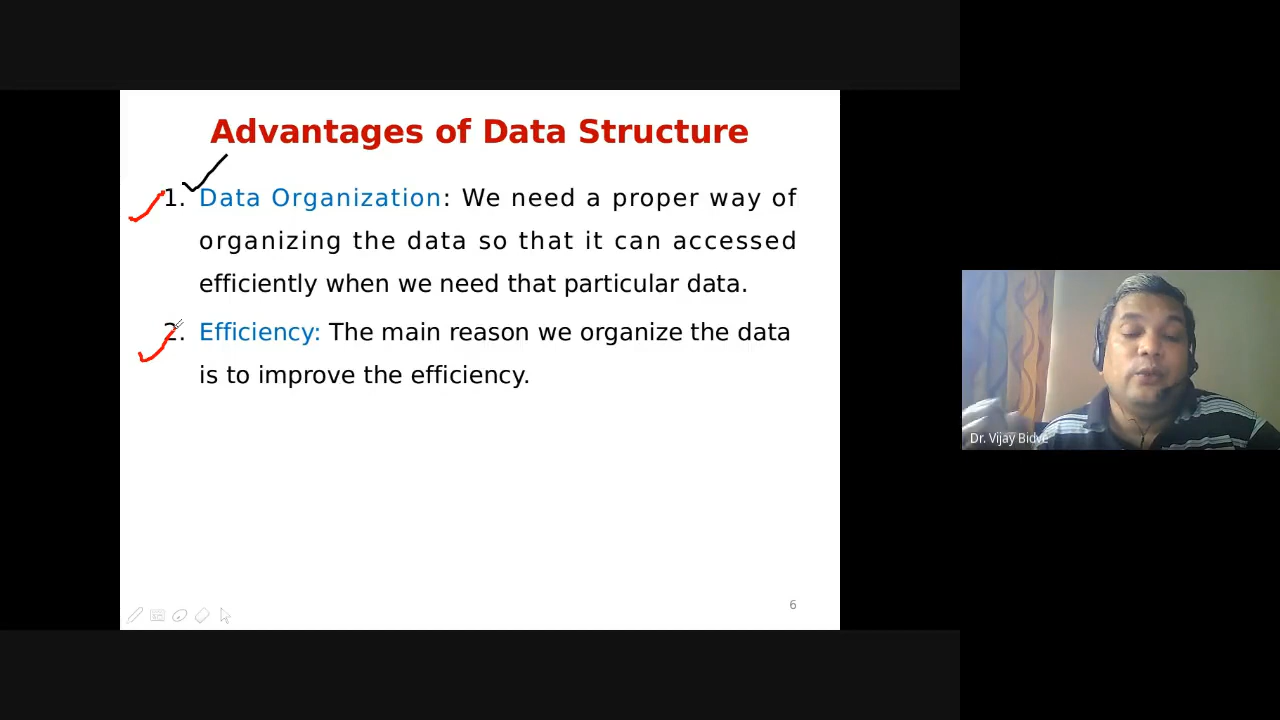 Advantages of Data Structure
1. Data Organization: We need a proper way of
organizing the data so that it can accessed
efficiently when we need that particular data.
2. Efficiency: The main reason we organize the data
is to improve the efficiency.
6
Dr. Vijay Bidve